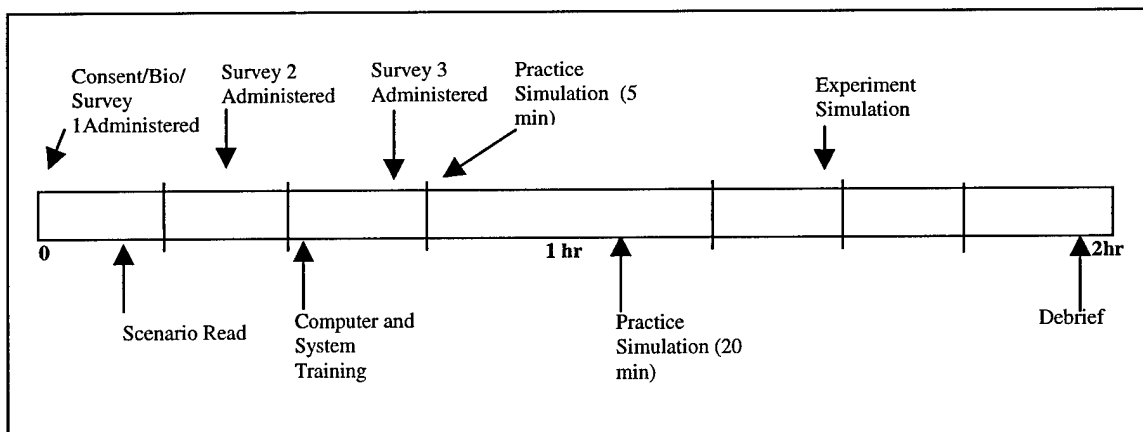 Consent/Bio/
Survey
1Administered
Survey 2
Administered
Survey 3
Administered
Practice
Simulation (5
min)
Experiment
Simulation
0
1 hr
2hr
Scenario Read
Computer and
System
Training
Practice
Simulation (20
min)
Debrief